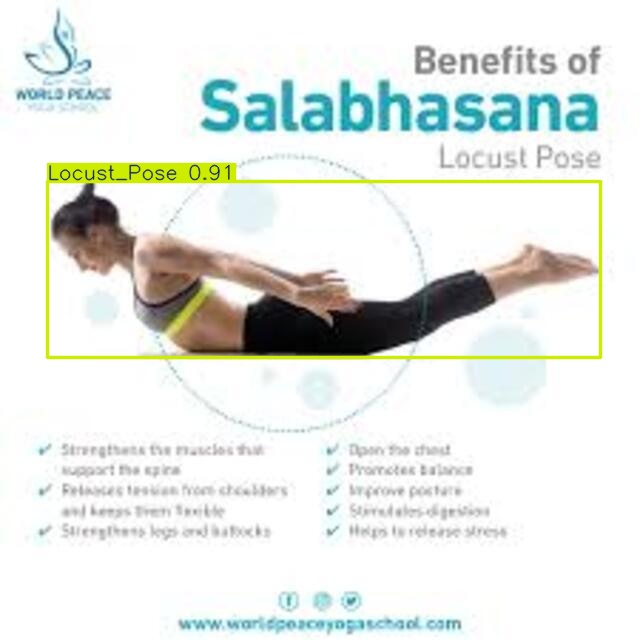 WORLD PEACE
YOGA SCHOOL
Benefits of
Salabhasana
Locust Pose
Locust_Pose 0.91
✔ Strengthens the muscles that
support the spine
✔ Releases tension from shoulders
and keeps them flexible
✔ Strengthens legs and buttocks
✔ Open the chest
✔ Promotes balance
✔ Improve posture
✔ Stimulates digestion
✔ Helps to release stress
www.worldpeaceyogaschool.com